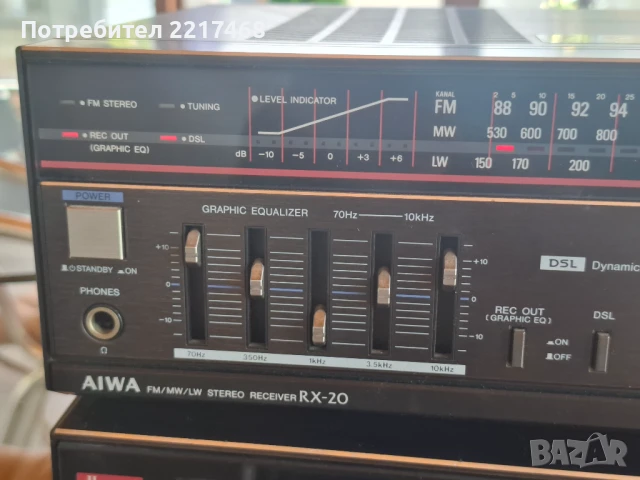 Потребител 2217468
FM STEREO TUNING
REC OUT (GRAPHIC EQ) DSL
LEVEL INDICATOR
dB -10 -5 0 +3 +6
KANAL 2 5 10 15 20 25
FM 88 90 92 94
MW 530 600 700 800
LW 150 170 200
POWER
STANDBY ON
PHONES
Ω
GRAPHIC EQUALIZER 70Hz 10kHz
+10 +10
0 0
-10 -10
70Hz 350Hz 1kHz 3.5kHz 10kHz
DSL Dynamic
REC OUT (GRAPHIC EQ) DSL
ON
OFF
AIWA FM/MW/LW STEREO RECEIVER RX-20
BAZAR